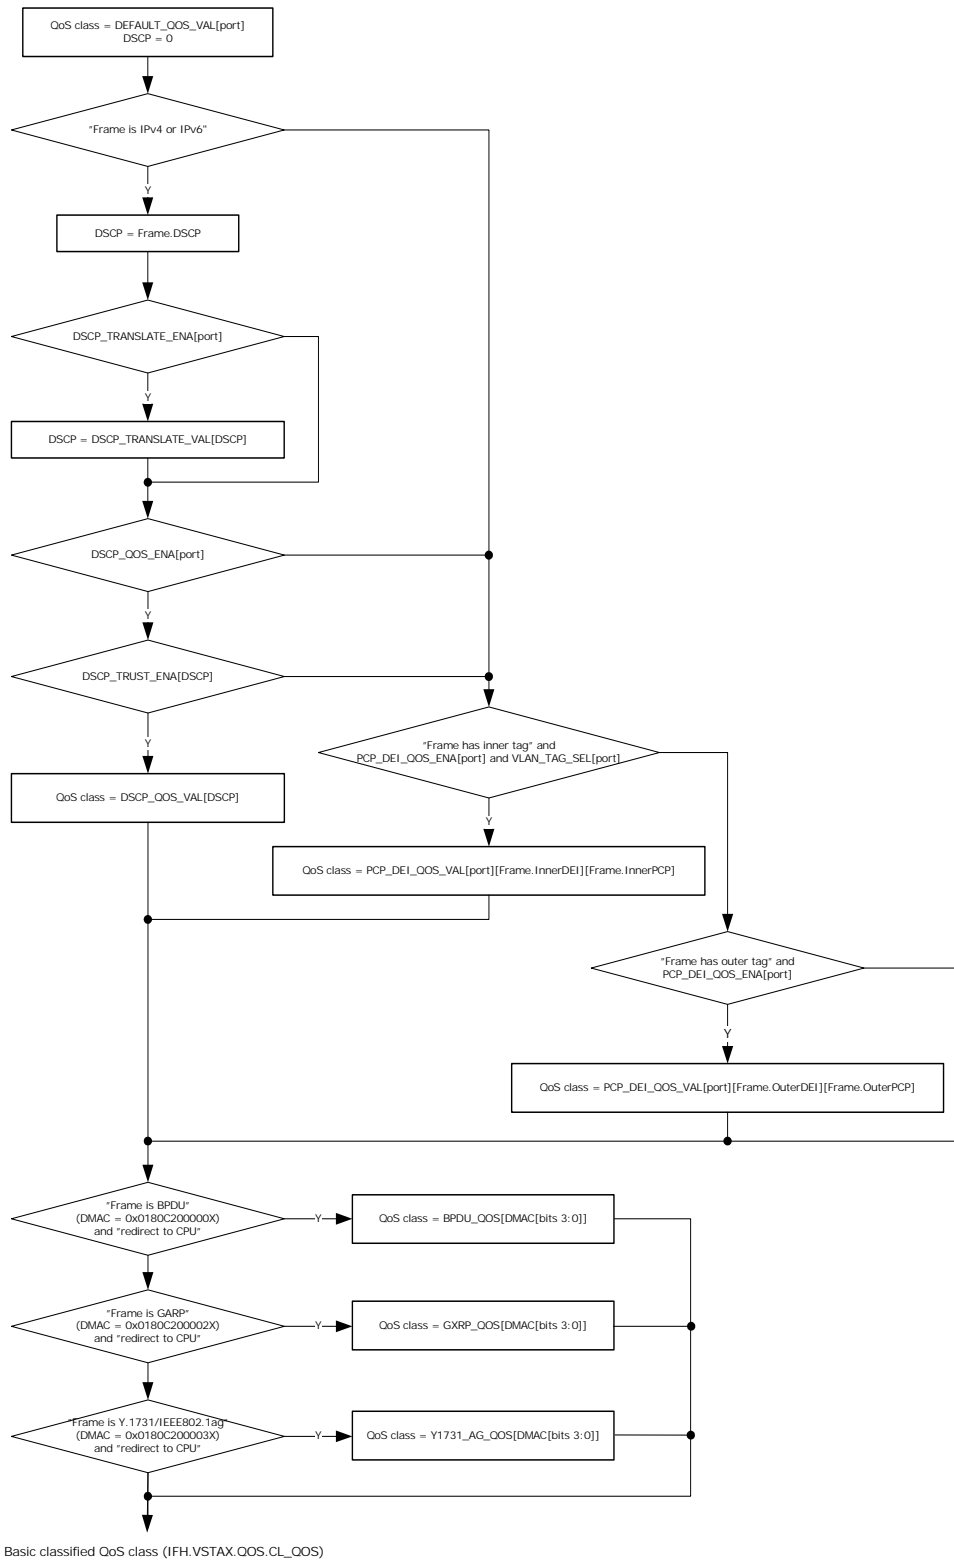 QoS class = DEFAULT_QOS_VAL[port]
DSCP = 0
"Frame is IPv4 or IPv6"
Y
DSCP = Frame.DSCP
DSCP_TRANSLATE_ENA[port]
Y
DSCP = DSCP_TRANSLATE_VAL[DSCP]
DSCP_QOS_ENA[port]
Y
DSCP_TRUST_ENA[DSCP]
Y
QoS class = DSCP_QOS_VAL[DSCP]
"Frame has inner tag" and
PCP_DEI_QOS_ENA[port] and VLAN_TAG_SEL[port]
Y
QoS class = PCP_DEI_QOS_VAL[port][Frame.InnerDEI][Frame.InnerPCP]
"Frame has outer tag" and
PCP_DEI_QOS_ENA[port]
Y
QoS class = PCP_DEI_QOS_VAL[port][Frame.OuterDEI][Frame.OuterPCP]
"Frame is BPDU"
(DMAC = 0x0180C200000X)
and "redirect to CPU"
Y
QoS class = BPDU_QOS[DMAC[bits 3:0]]
"Frame is GARP"
(DMAC = 0x0180C200002X)
and "redirect to CPU"
Y
QoS class = GXRP_QOS[DMAC[bits 3:0]]
"Frame is Y.1731/IEEE802.1ag"
(DMAC = 0x0180C200003X)
and "redirect to CPU"
Y
QoS class = Y1731_AG_QOS[DMAC[bits 3:0]]
Basic classified QoS class (IFH.VSTAX.QOS.CL_QOS)